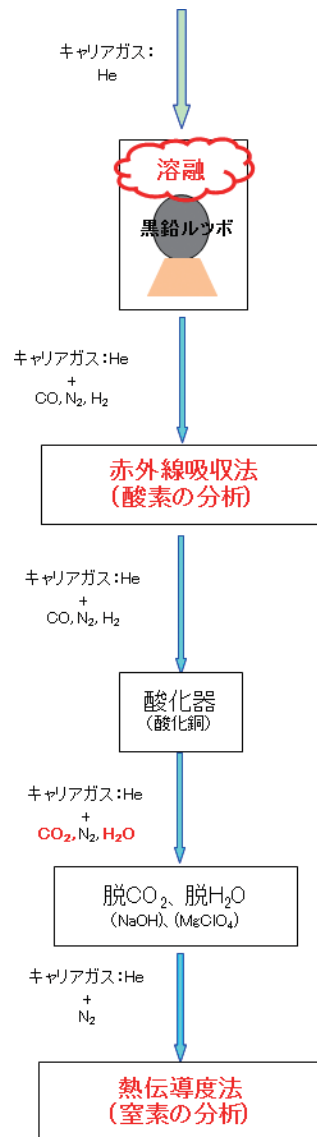 キャリアガス:
He
溶融
黒鉛ルツボ
キャリアガス:He
+
CO, N₂, H₂
赤外線吸収法
(酸素の分析)
キャリアガス:He
+
CO, N₂, H₂
酸化器
(酸化銅)
キャリアガス:He
+
CO₂, N₂, H₂O
脱CO₂、脱H₂O
(NaOH)、(MgClO₄)
キャリアガス:He
+
N₂
熱伝導度法
(窒素の分析)